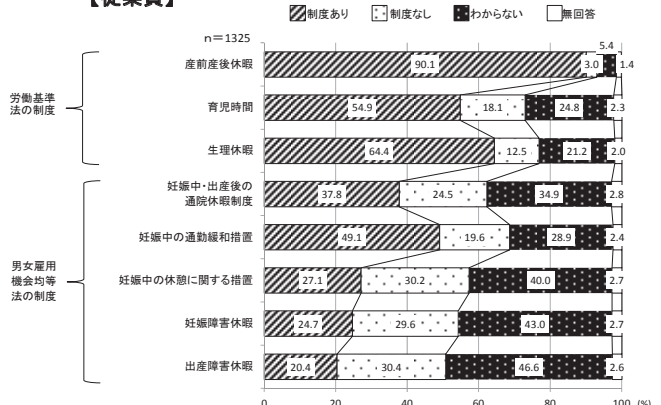 【従業員】
制度あり 制度なし わからない 無回答
n＝1325
労働基準
法の制度
産前産後休暇 90.1 3.0 5.4 1.4
育児時間 54.9 18.1 24.8 2.3
生理休暇 64.4 12.5 21.2 2.0
男女雇用
機会均等
法の制度
妊娠中・出産後の
通院休暇制度 37.8 24.5 34.9 2.8
妊娠中の通勤緩和措置 49.1 19.6 28.9 2.4
妊娠中の休憩に関する措置 27.1 30.2 40.0 2.7
妊娠障害休暇 24.7 29.6 43.0 2.7
出産障害休暇 20.4 30.4 46.6 2.6
0 20 40 60 80 100 (%)